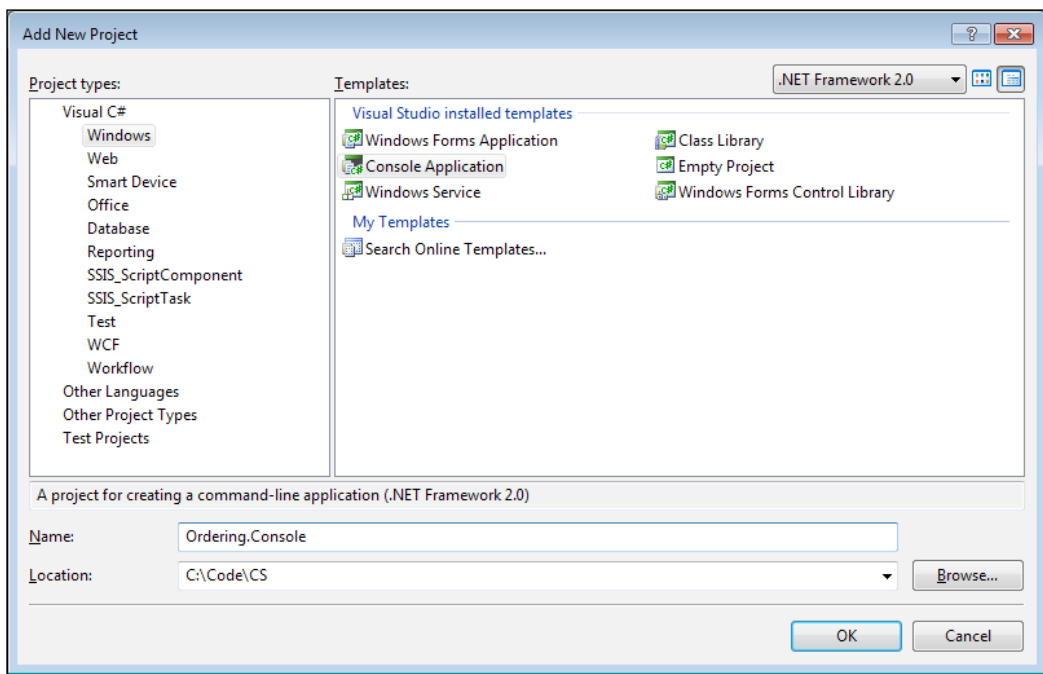 Add New Project
Project types:
Templates:
.NET Framework 2.0
Visual C#
Windows
Web
Smart Device
Office
Database
Reporting
SSIS_ScriptComponent
SSIS_ScriptTask
Test
WCF
Workflow
Other Languages
Other Project Types
Test Projects
Visual Studio installed templates
Windows Forms Application
Class Library
Console Application
Empty Project
Windows Service
Windows Forms Control Library
My Templates
Search Online Templates...
A project for creating a command-line application (.NET Framework 2.0)
Name:
Ordering.Console
Location:
C:\Code\CS
Browse...
OK
Cancel